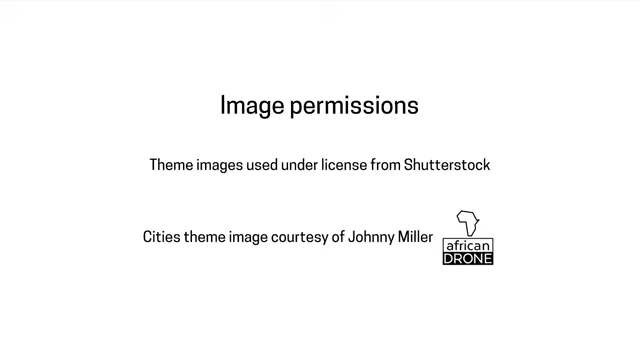 Image permissions
Theme images used under license from Shutterstock
Cities theme image courtesy of Johnny Miller
african
DRONE